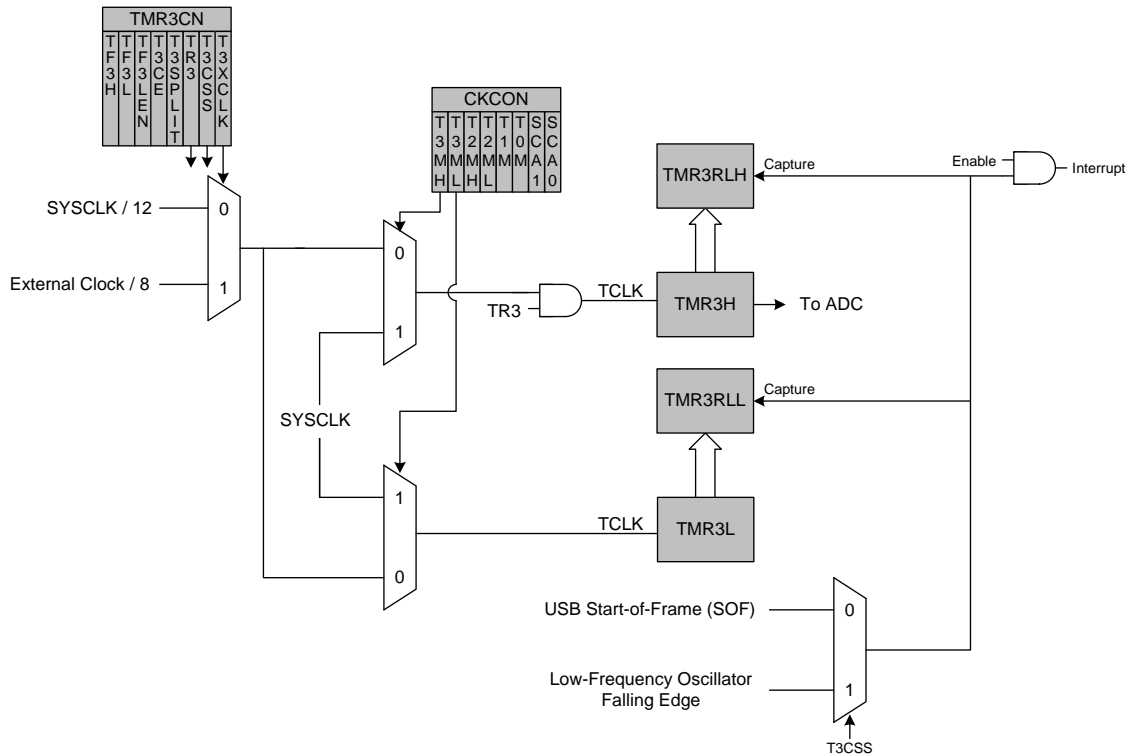 TMR3CN
TF3H
TF3L
TF3LEN
T3CE
T3SPLIT
TR3
T3CSS
T3XCLK
CKCON
T3MH
T3ML
T2MH
T2ML
T1M
T0M
SCA1
SCA0
SYSCLK / 12
0
External Clock / 8
1
0
1
SYSCLK
TR3
TCLK
TMR3RLH
Capture
Enable
Interrupt
TMR3H
To ADC
TMR3RLL
Capture
1
0
TCLK
TMR3L
USB Start-of-Frame (SOF)
0
Low-Frequency Oscillator
Falling Edge
1
T3CSS